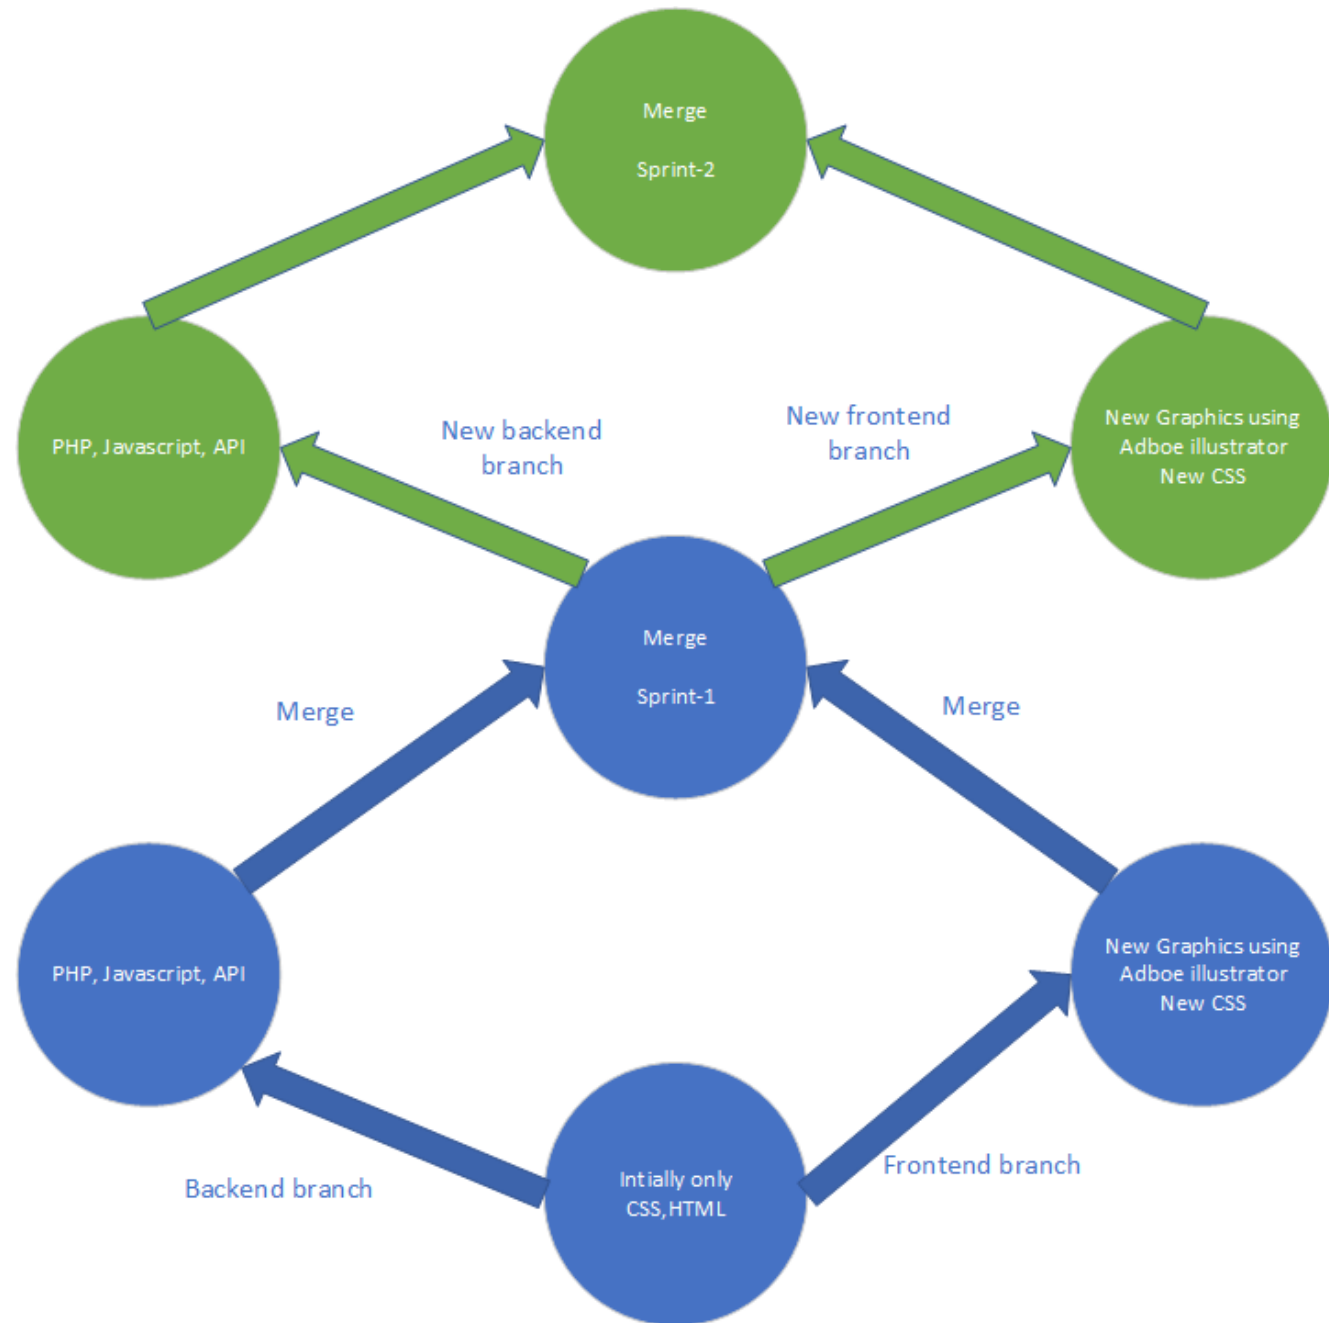 Merge
Sprint-2
New backend
branch
New frontend
branch
PHP, Javascript, API
New Graphics using
Adboe illustrator
New CSS
Merge
Sprint-1
Merge
Merge
PHP, Javascript, API
New Graphics using
Adboe illustrator
New CSS
Backend branch
Frontend branch
Intially only
CSS,HTML